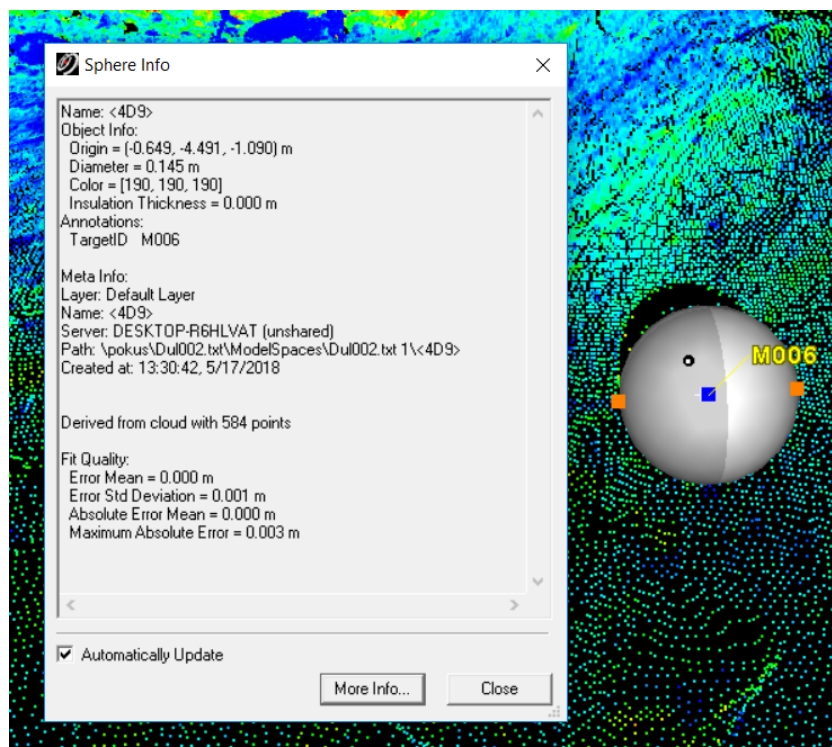 Sphere Info
Name: <4D9>
Object Info:
Origin = (-0.649, -4.491, -1.090) m
Diameter = 0.145 m
Color = [190, 190, 190]
Insulation Thickness = 0.000 m
Annotations:
TargetID M006
Meta Info:
Layer: Default Layer
Name: <4D9>
Server: DESKTOP-R6HLVAT (unshared)
Path: \pokus\Dul002.txt\ModelSpaces\Dul002.txt 1\<4D9>
Created at: 13:30:42, 5/17/2018
Derived from cloud with 584 points
Fit Quality:
Error Mean = 0.000 m
Error Std Deviation = 0.001 m
Absolute Error Mean = 0.000 m
Maximum Absolute Error = 0.003 m
Automatically Update
More Info...
Close
M006